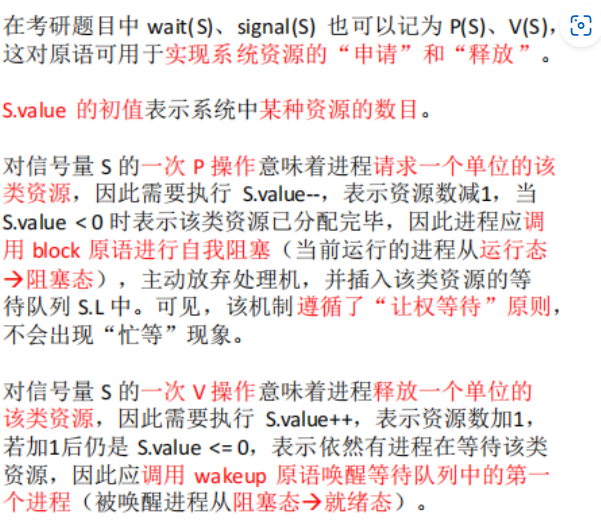 在考研题目中 wait(S)、signal(S) 也可以记为 P(S)、V(S)，
这对原语可用于实现系统资源的“申请”和“释放”。
S.value 的初值表示系统中某种资源的数目。
对信号量 S 的一次 P 操作意味着进程请求一个单位的该
类资源，因此需要执行 S.value--，表示资源数减1，当
S.value < 0 时表示该类资源已分配完毕，因此进程应调
用 block 原语进行自我阻塞（当前运行的进程从运行态
→阻塞态），主动放弃处理机，并插入该类资源的等
待队列 S.L 中。可见，该机制遵循了“让权等待”原则，
不会出现“忙等”现象。
对信号量 S 的一次 V 操作意味着进程释放一个单位的
该类资源，因此需要执行 S.value++，表示资源数加1，
若加1后仍是 S.value <= 0，表示依然有进程在等待该类
资源，因此应调用 wakeup 原语唤醒等待队列中的第一
个进程（被唤醒进程从阻塞态→就绪态）。